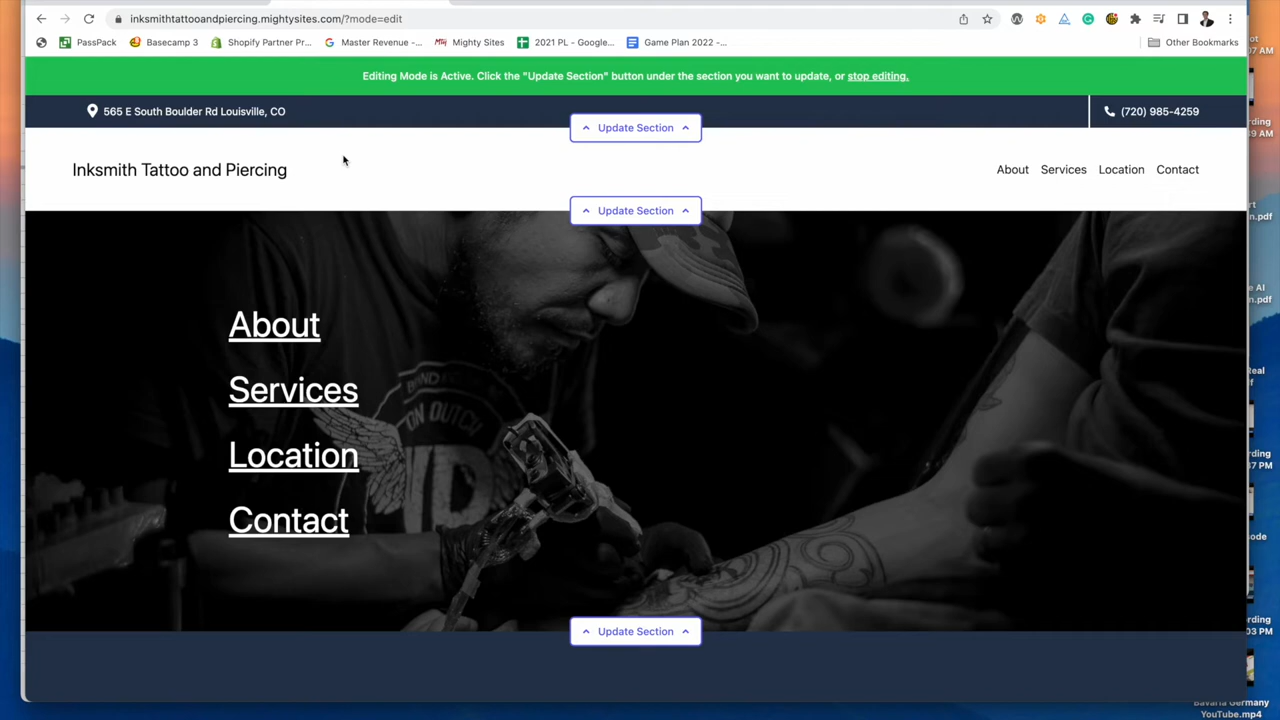 inksmithtattooandpiercing.mightysites.com/?mode=edit
PassPack
Basecamp 3
Shopify Partner Pr...
Master Revenue -...
Mighty Sites
2021 PL - Google...
Game Plan 2022 -...
Other Bookmarks
Editing Mode is Active. Click the "Update Section" button under the section you want to update, or stop editing.
565 E South Boulder Rd Louisville, CO
(720) 985-4259
Update Section
Inksmith Tattoo and Piercing
About
Services
Location
Contact
Update Section
About
Services
Location
Contact
Update Section
YouTube.mp4